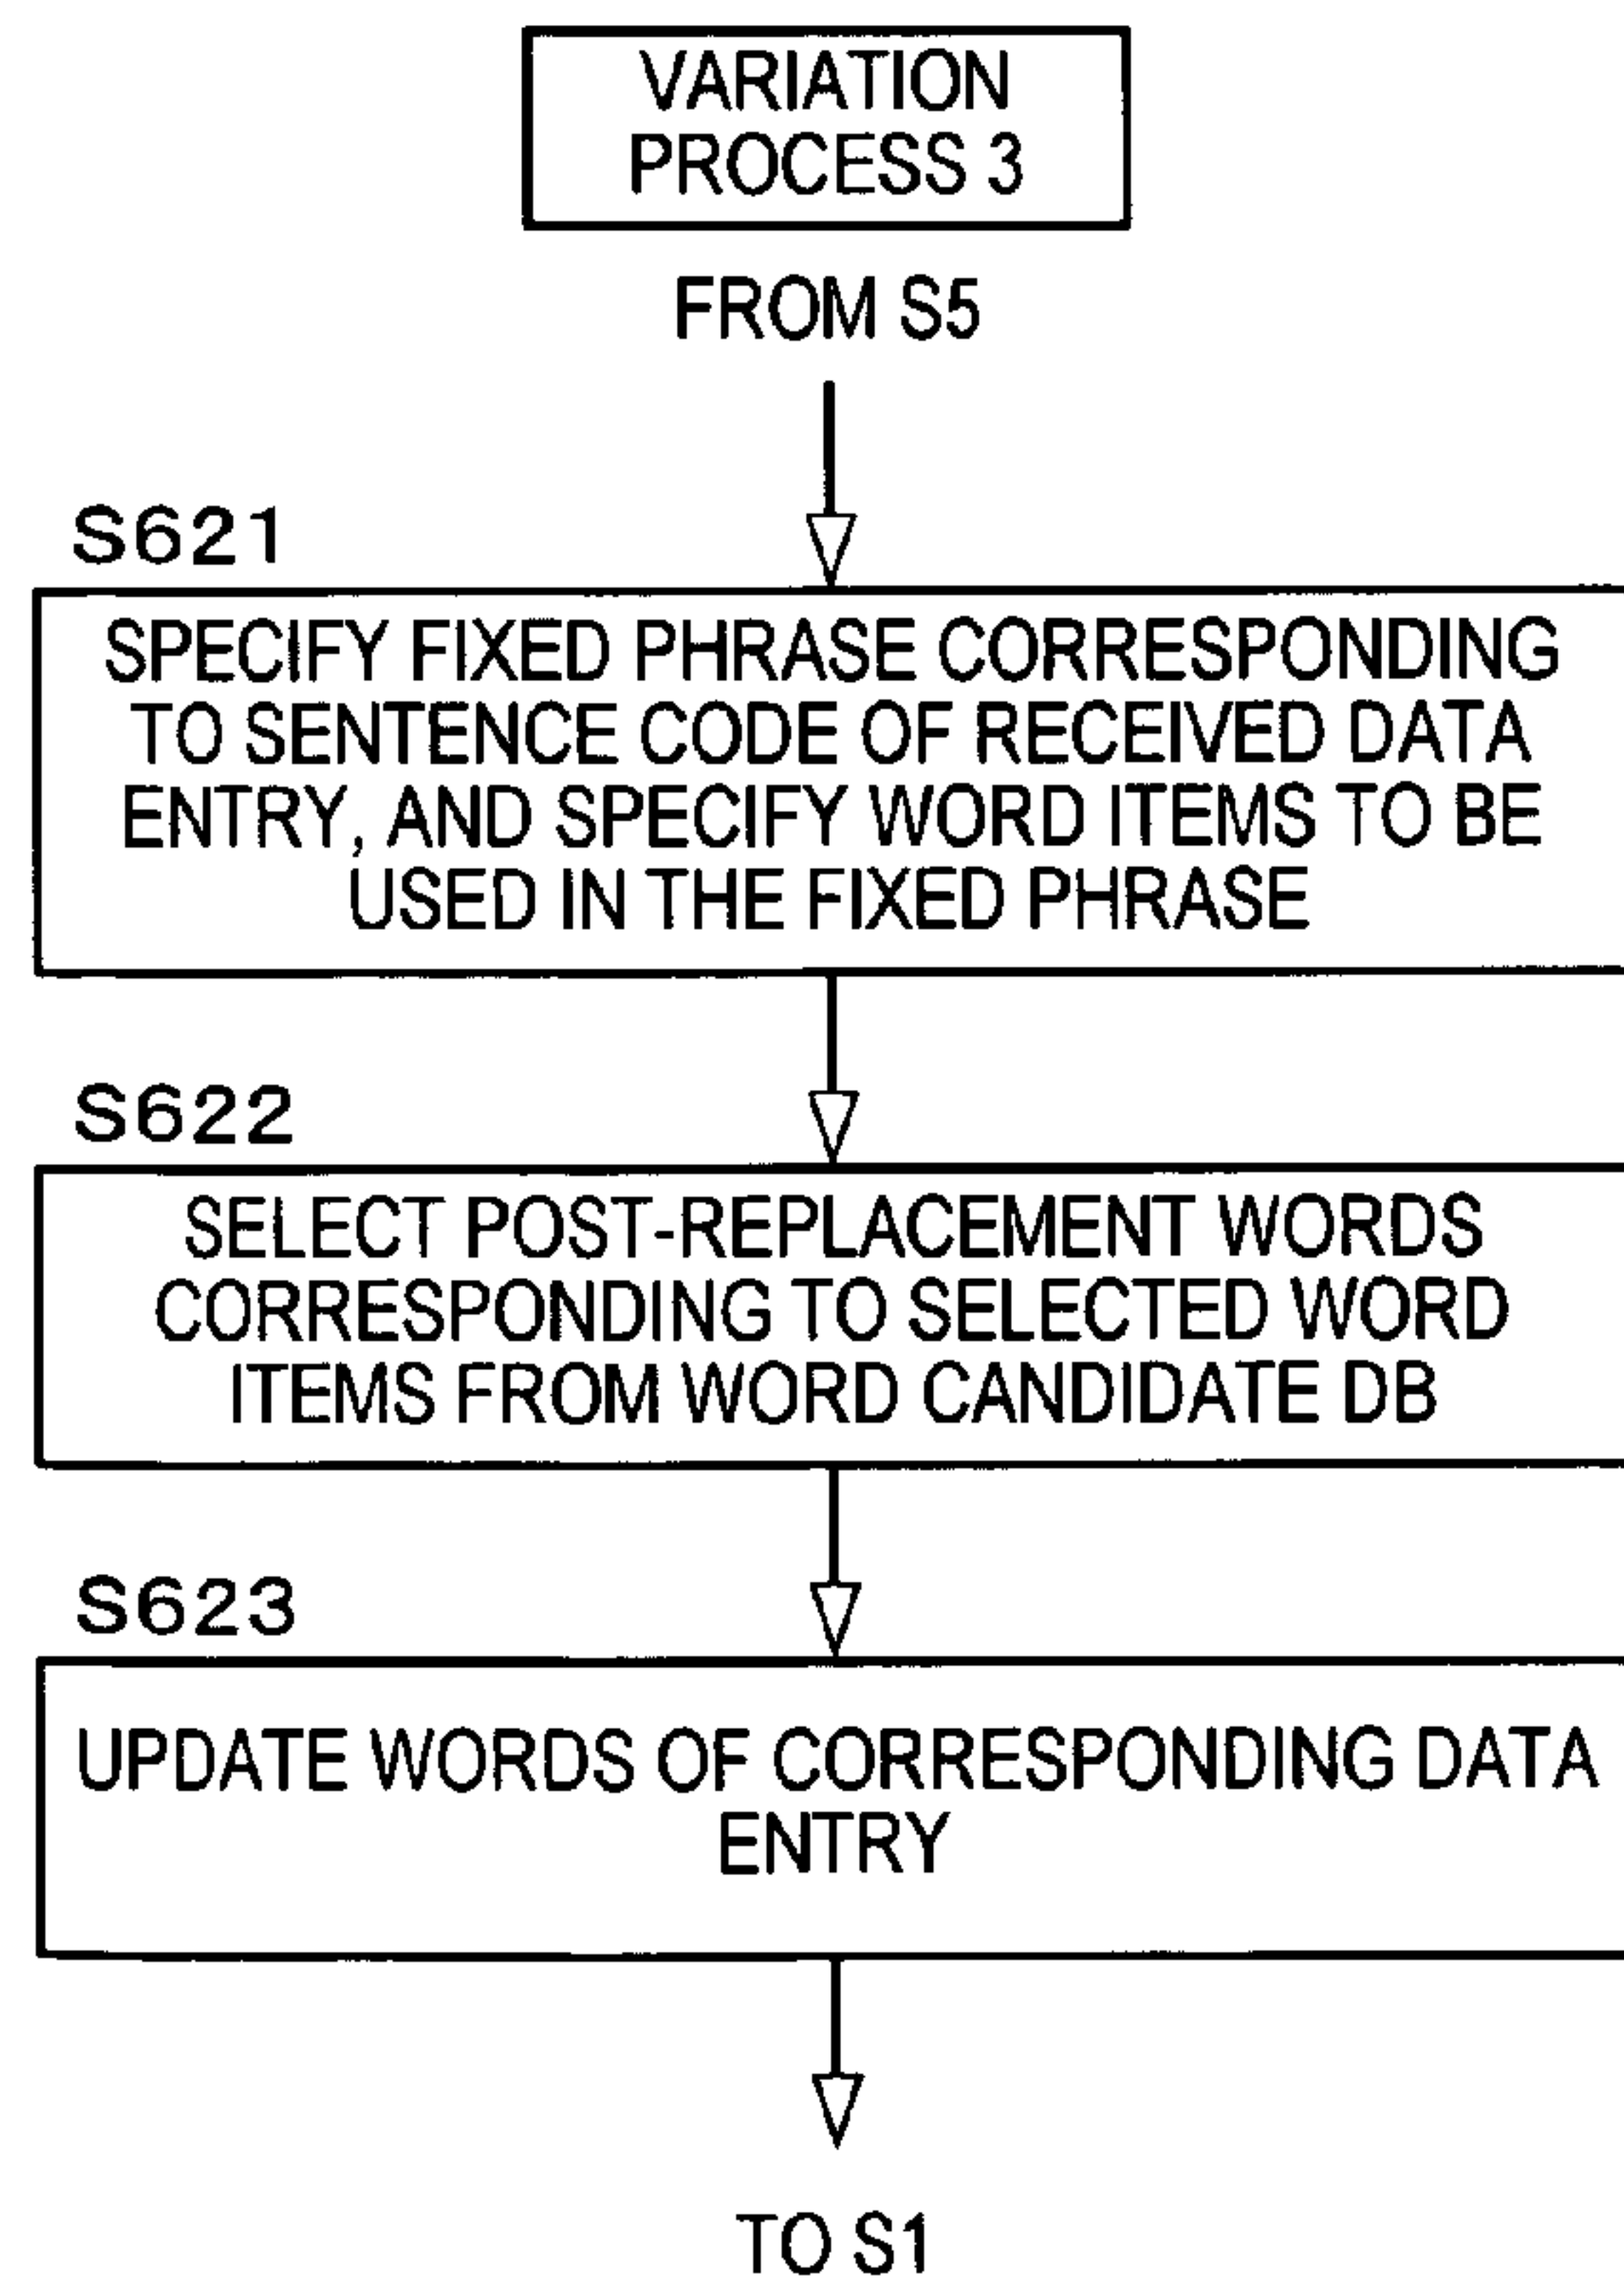 VARIATION
PROCESS 3
FROM S5
S621
SPECIFY FIXED PHRASE CORRESPONDING
TO SENTENCE CODE OF RECEIVED DATA
ENTRY, AND SPECIFY WORD ITEMS TO BE
USED IN THE FIXED PHRASE
S622
SELECT POST-REPLACEMENT WORDS
CORRESPONDING TO SELECTED WORD
ITEMS FROM WORD CANDIDATE DB
S623
UPDATE WORDS OF CORRESPONDING DATA
ENTRY
TO S1